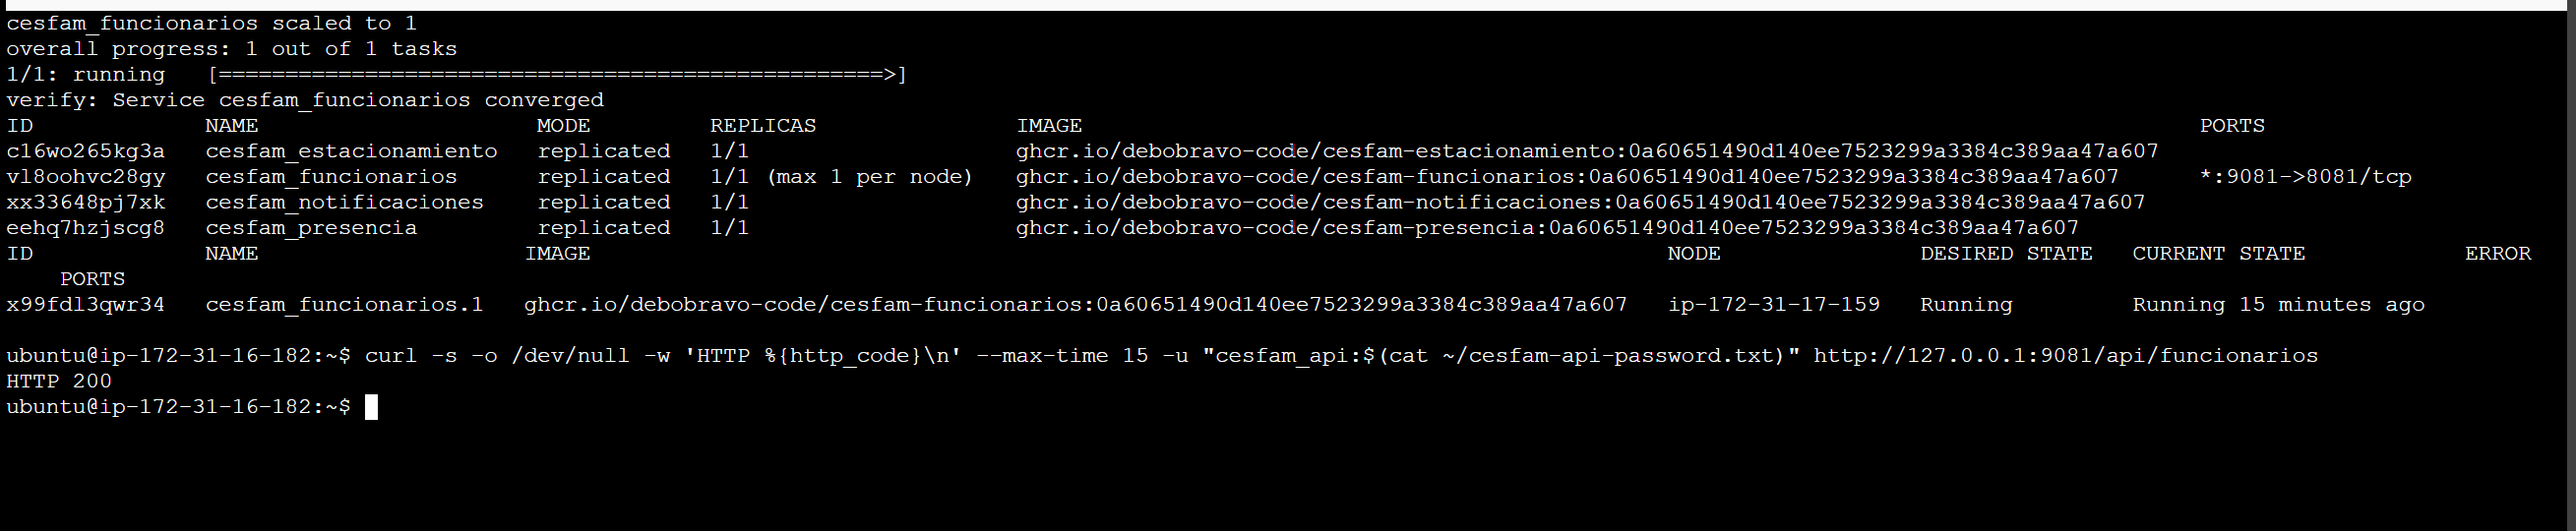 cesfam_funcionarios scaled to 1
overall progress: 1 out of 1 tasks
1/1: running   [==================================================>]
verify: Service cesfam_funcionarios converged
ID             NAME                     MODE         REPLICAS               IMAGE                                                                                    PORTS
c16wo265kg3a   cesfam_estacionamiento   replicated   1/1                    ghcr.io/debobravo-code/cesfam-estacionamiento:0a60651490d140ee7523299a3384c389aa47a607
vl8oohvc28gy   cesfam_funcionarios      replicated   1/1 (max 1 per node)   ghcr.io/debobravo-code/cesfam-funcionarios:0a60651490d140ee7523299a3384c389aa47a607      *:9081->8081/tcp
xx33648pj7xk   cesfam_notificaciones    replicated   1/1                    ghcr.io/debobravo-code/cesfam-notificaciones:0a60651490d140ee7523299a3384c389aa47a607
eehq7hzjscg8   cesfam_presencia         replicated   1/1                    ghcr.io/debobravo-code/cesfam-presencia:0a60651490d140ee7523299a3384c389aa47a607
ID             NAME                    IMAGE                                                                                 NODE               DESIRED STATE   CURRENT STATE            ERROR
    PORTS
x99fdl3qwr34   cesfam_funcionarios.1   ghcr.io/debobravo-code/cesfam-funcionarios:0a60651490d140ee7523299a3384c389aa47a607   ip-172-31-17-159   Running         Running 15 minutes ago
ubuntu@ip-172-31-16-182:~$ curl -s -o /dev/null -w 'HTTP %{http_code}\n' --max-time 15 -u "cesfam_api:$(cat ~/cesfam-api-password.txt)" http://127.0.0.1:9081/api/funcionarios
HTTP 200
ubuntu@ip-172-31-16-182:~$